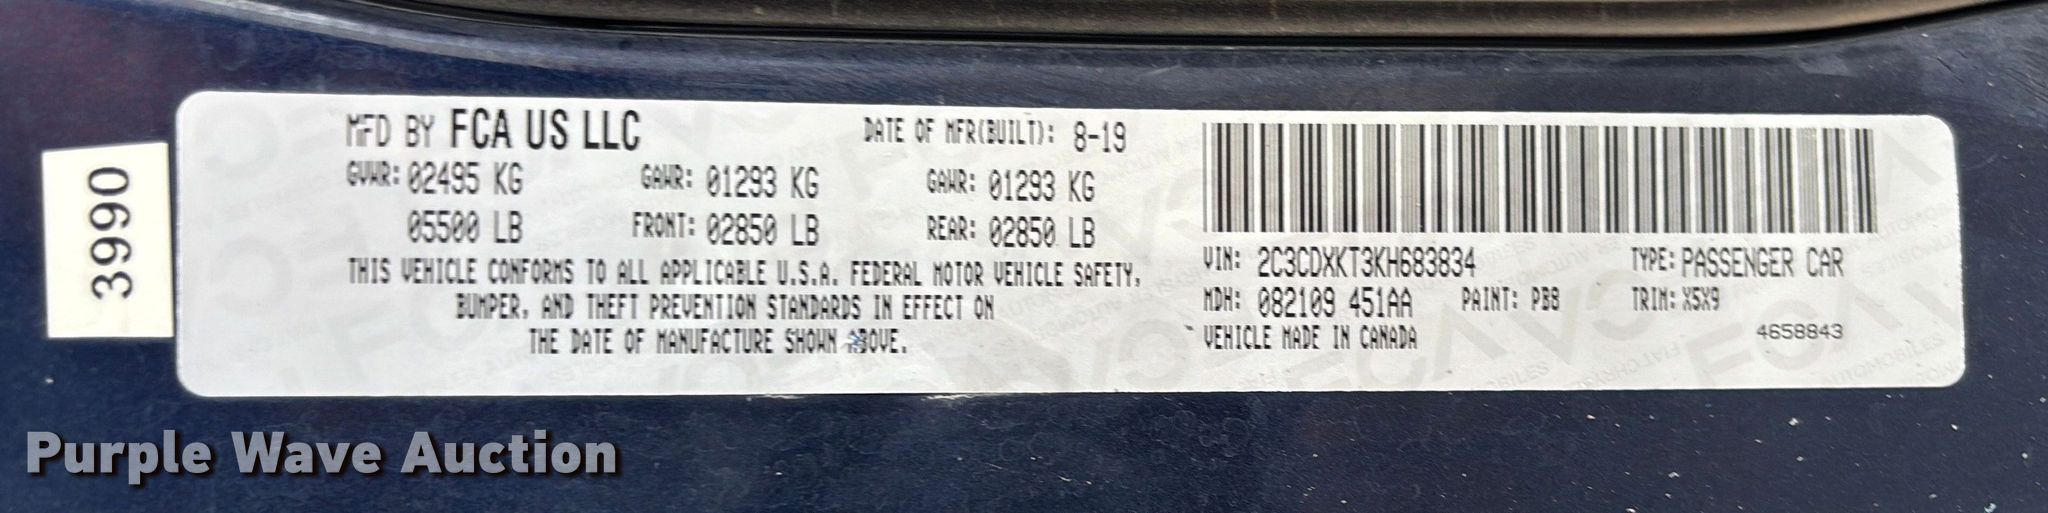 3990
MFD BY FCA US LLC
DATE OF MFR(BUILT): 8-19
GVWR: 02495 KG
GAWR: 01293 KG
GAWR: 01293 KG
05500 LB
FRONT: 02850 LB
REAR: 02850 LB
THIS VEHICLE CONFORMS TO ALL APPLICABLE U.S.A. FEDERAL MOTOR VEHICLE SAFETY,
BUMPER, AND THEFT PREVENTION STANDARDS IN EFFECT ON
THE DATE OF MANUFACTURE SHOWN ABOVE.
VIN: 2C3CDXKT3KH683834
TYPE: PASSENGER CAR
MDH: 082109 451AA
PAINT: PB8
TRIM: X5X9
VEHICLE MADE IN CANADA
4658843
Purple Wave Auction